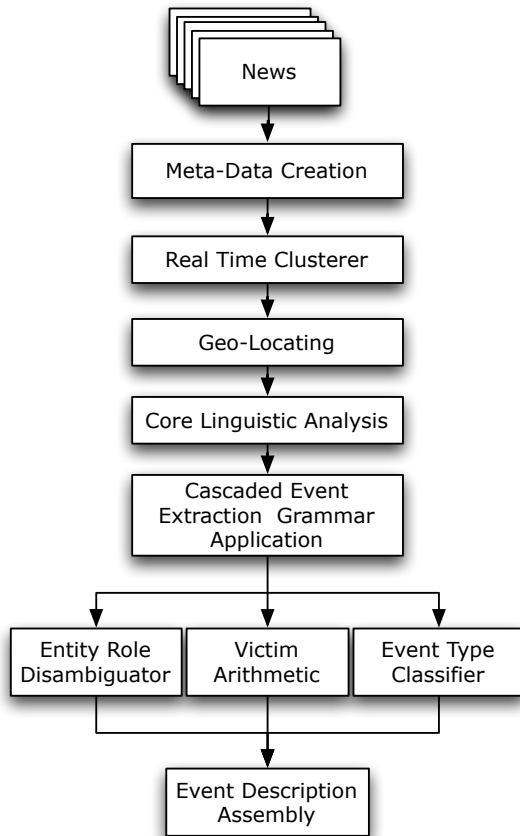 News
Meta-Data Creation
Real Time Clusterer
Geo-Locating
Core Linguistic Analysis
Cascaded Event
Extraction  Grammar
Application
Entity Role
Disambiguator
Victim
Arithmetic
Event Type
Classifier
Event Description
Assembly